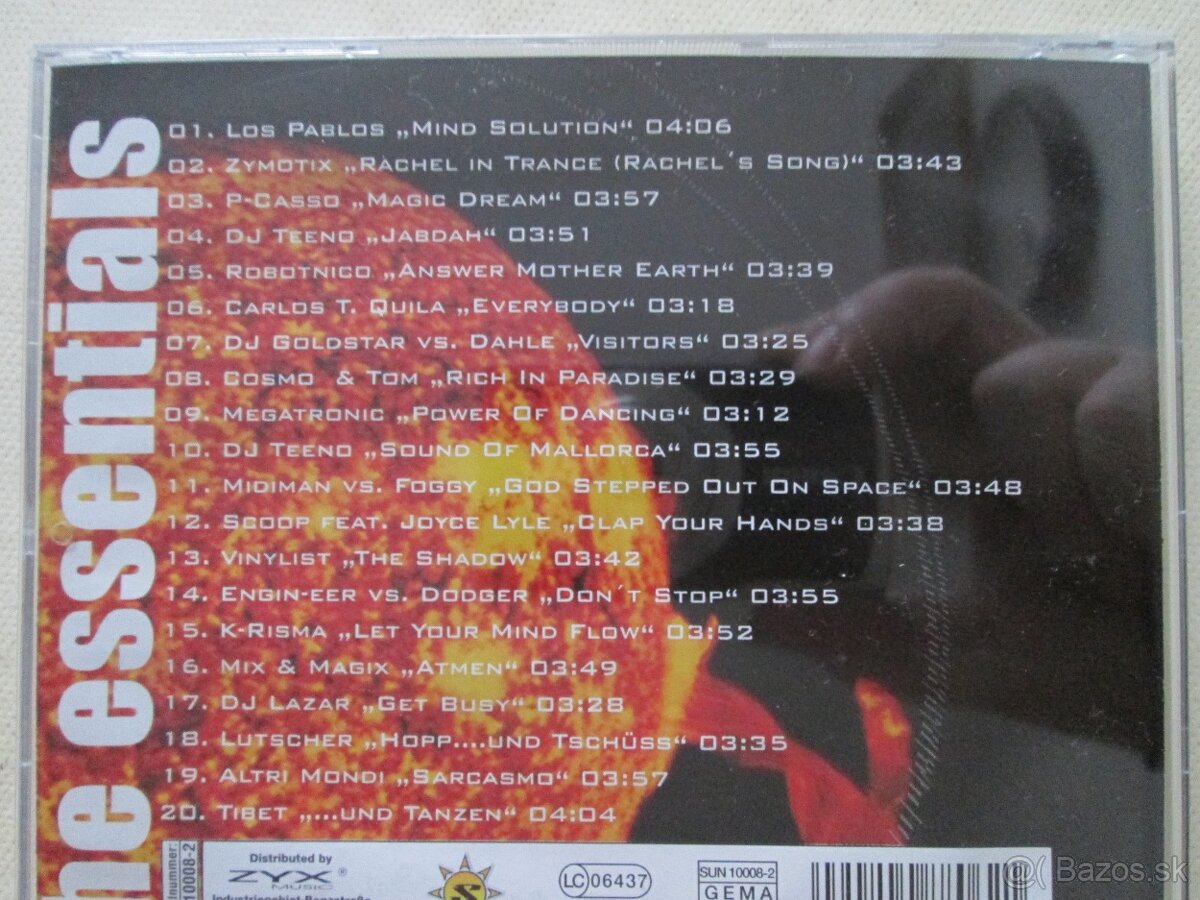 01. Los Pablos „Mind Solution“ 04:06
02. Zymotix „Rachel in Trance (Rachel´s Song)“ 03:43
03. P-Casso „Magic Dream“ 03:57
04. DJ Teeno „Jabdah“ 03:51
05. Robotnico „Answer Mother Earth“ 03:39
06. Carlos T. Quila „Everybody“ 03:18
07. DJ Goldstar vs. Dahle „Visitors“ 03:25
08. Cosmo & Tom „Rich In Paradise“ 03:29
09. Megatronic „Power Of Dancing“ 03:12
10. DJ Teeno „Sound Of Mallorca“ 03:55
11. Midiman vs. Foggy „God Stepped Out On Space“ 03:48
12. Scoop feat. Joyce Lyle „Clap Your Hands“ 03:38
13. Vinylist „The Shadow“ 03:42
14. Engin-eer vs. Dodger „Don´t Stop“ 03:55
15. K-Risma „Let Your Mind Flow“ 03:52
16. Mix & Magix „Atmen“ 03:49
17. DJ Lazar „Get Busy“ 03:28
18. Lutscher „Hopp....und Tschüss“ 03:35
19. Altri Mondi „Sarcasmo“ 03:57
20. Tibet „...und Tanzen“ 04:04
essentials
10008-2
Distributed by
ZYX®
MUSIC
LC 06437
SUN 10008-2
GEMA
Bazos.sk